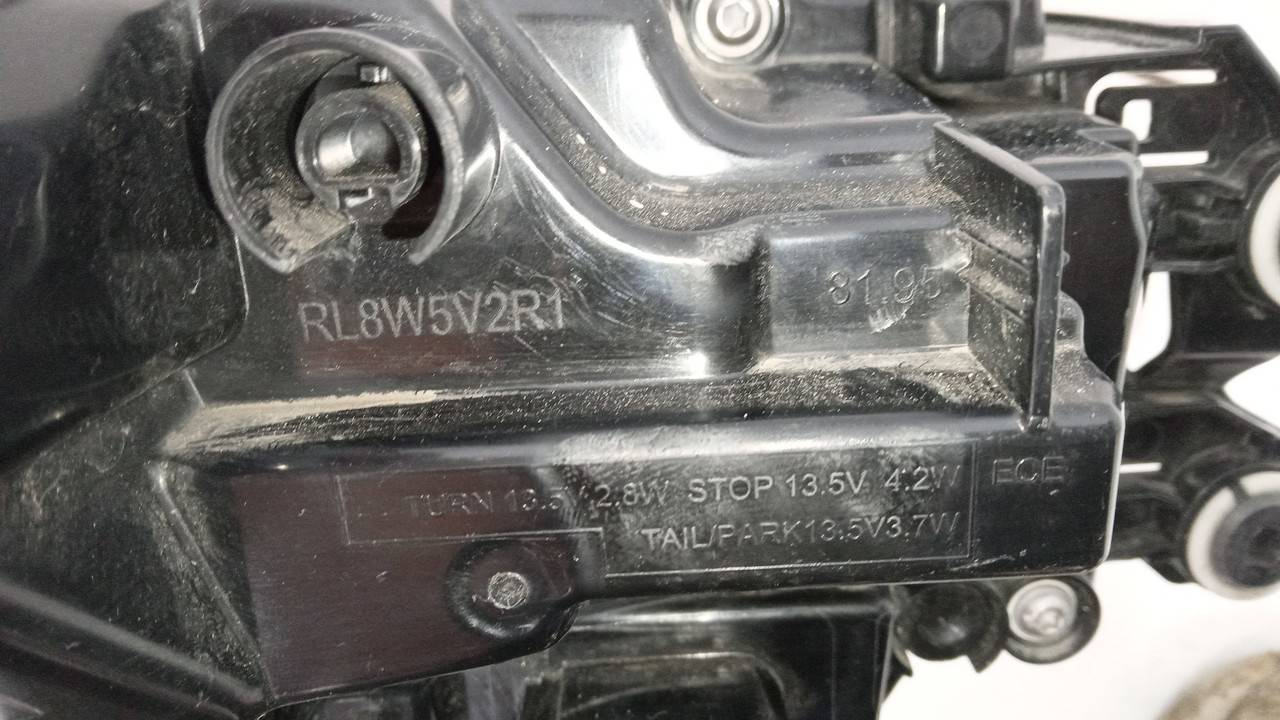 RL8W5V2R1
81.95
TURN 13.5V 2.8W STOP 13.5V 4.2W
ECE
TAIL/PARK13.5V3.7W